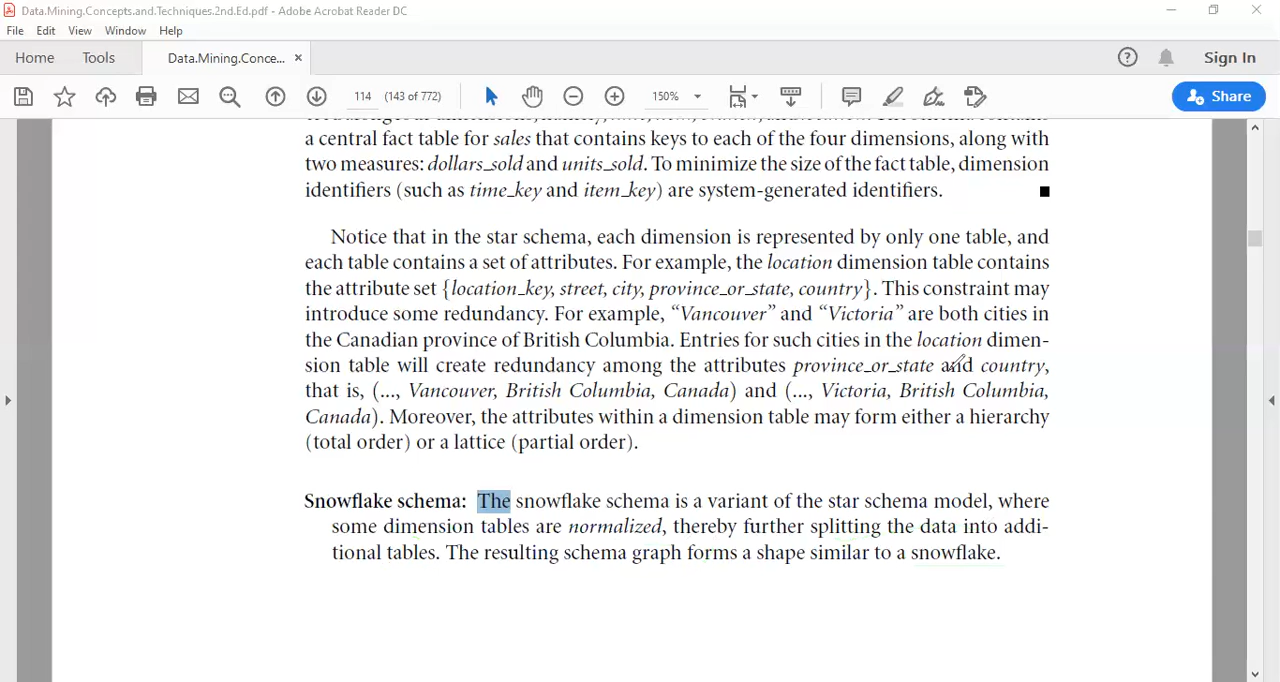 Data.Mining.Concepts.and.Techniques.2nd.Ed.pdf - Adobe Acrobat Reader DC
File Edit View Window Help
Home Tools Data.Mining.Conce... × Sign In
114 (143 of 772) 150% Share
a central fact table for sales that contains keys to each of the four dimensions, along with
two measures: dollars_sold and units_sold. To minimize the size of the fact table, dimension
identifiers (such as time_key and item_key) are system-generated identifiers.
Notice that in the star schema, each dimension is represented by only one table, and
each table contains a set of attributes. For example, the location dimension table contains
the attribute set {location_key, street, city, province_or_state, country}. This constraint may
introduce some redundancy. For example, “Vancouver” and “Victoria” are both cities in
the Canadian province of British Columbia. Entries for such cities in the location dimen-
sion table will create redundancy among the attributes province_or_state and country,
that is, (..., Vancouver, British Columbia, Canada) and (..., Victoria, British Columbia,
Canada). Moreover, the attributes within a dimension table may form either a hierarchy
(total order) or a lattice (partial order).
Snowflake schema: The snowflake schema is a variant of the star schema model, where
some dimension tables are normalized, thereby further splitting the data into addi-
tional tables. The resulting schema graph forms a shape similar to a snowflake.